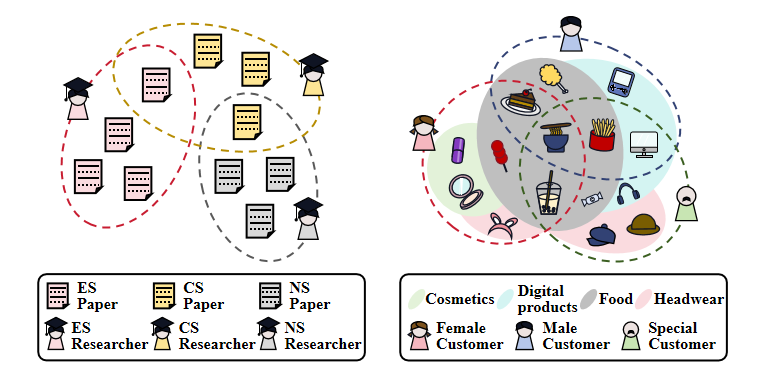 ES
Paper
CS
Paper
NS
Paper
ES
Researcher
CS
Researcher
NS
Researcher
Cosmetics
Digital
products
Food
Headwear
Female
Customer
Male
Customer
Special
Customer